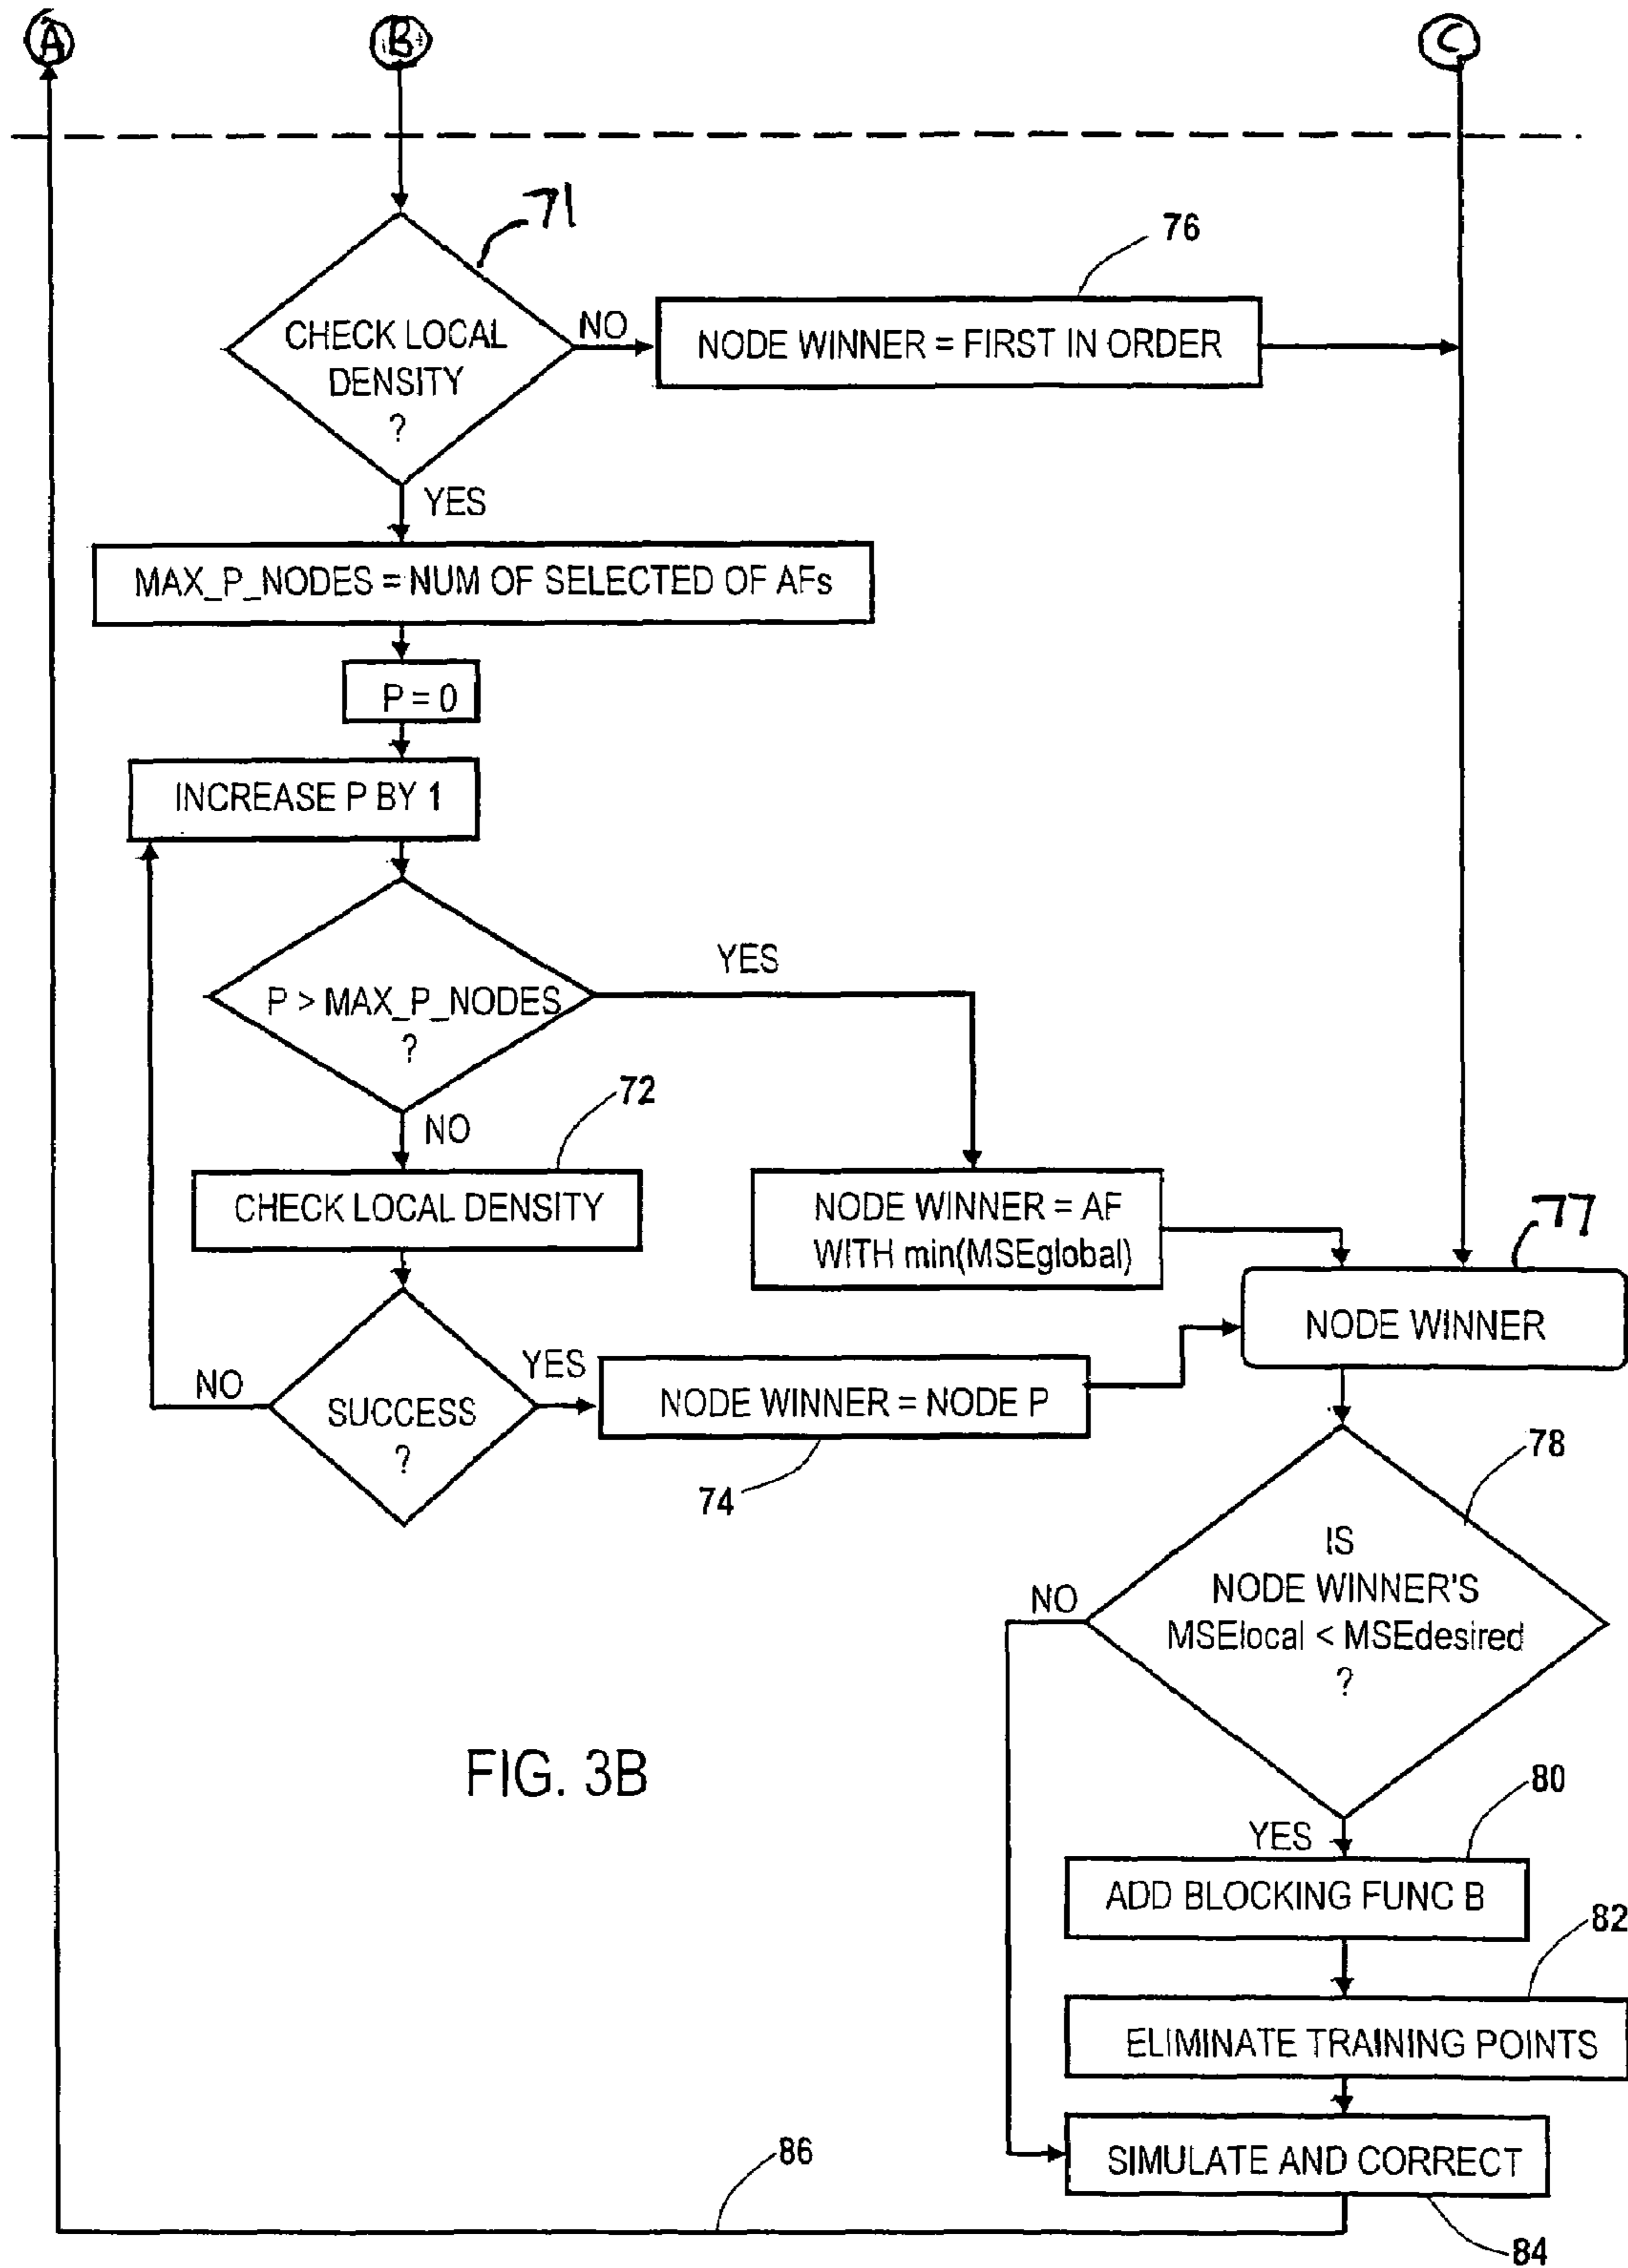 A
B
C
71
76
CHECK LOCAL
DENSITY
?
NO
NODE WINNER = FIRST IN ORDER
YES
MAX_P_NODES = NUM OF SELECTED OF AFs
P = 0
INCREASE P BY 1
P > MAX_P_NODES
?
YES
NO
72
CHECK LOCAL DENSITY
NODE WINNER = AF
WITH min(MSEglobal)
77
NODE WINNER
NO
SUCCESS
?
YES
NODE WINNER = NODE P
74
78
IS
NODE WINNER'S
MSElocal < MSEdesired
?
NO
FIG. 3B
YES
80
ADD BLOCKING FUNC B
82
ELIMINATE TRAINING POINTS
SIMULATE AND CORRECT
86
84